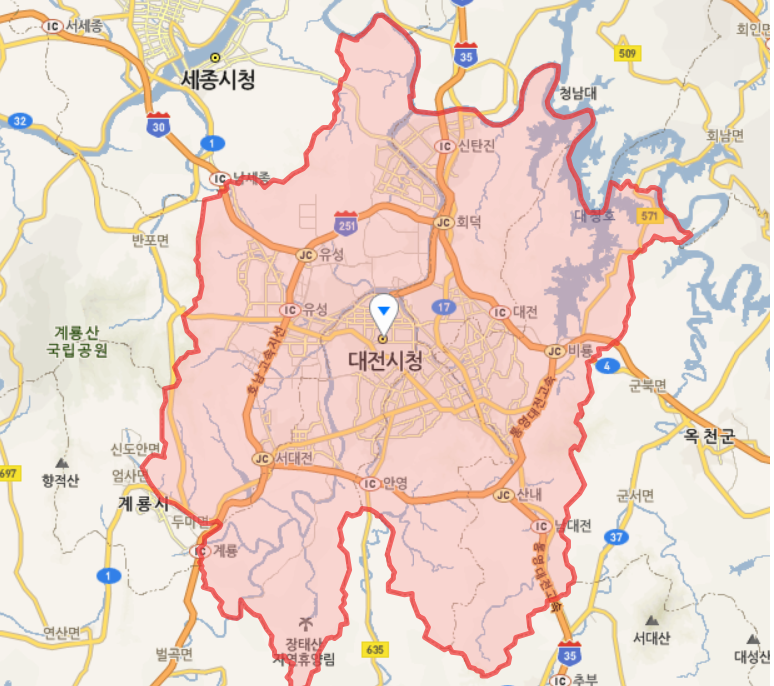 IC 서세종
35
회인면
509
세종시청
청남대
32
30
1
회남면
IC 신탄진
IC 남세종
571
대청호
251
JC 회덕
반포면
JC 유성
17
IC 유성
IC 대전
계룡산
국립공원
대전시청
JC 비룡
호남고속지선
4
군북면
통영대전고속
옥천군
신도안면
JC 서대전
697
향적산
엄사면
IC 안영
계룡시
JC 산내
군서면
두마면
IC 남대전
37
IC 계룡
통영대전고속
1
장태산
자연휴양림
연산면
벌곡면
635
35
서대산
대성산
IC 추부